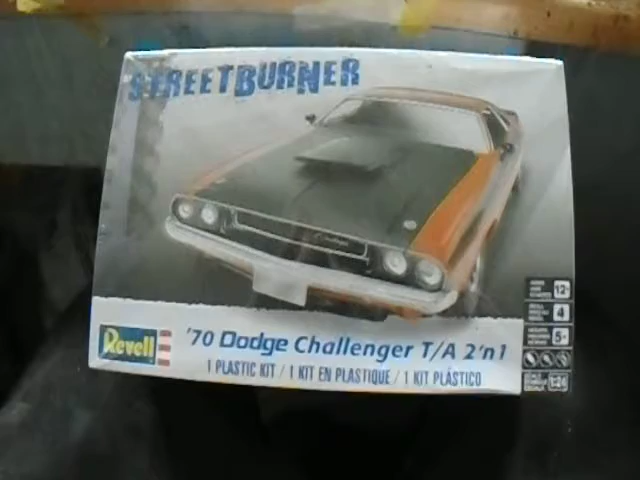 STREETBURNER
Revell
'70 Dodge Challenger T/A 2'n1
1 PLASTIC KIT / 1 KIT EN PLASTIQUE / 1 KIT PLÁSTICO
12+
4
5+